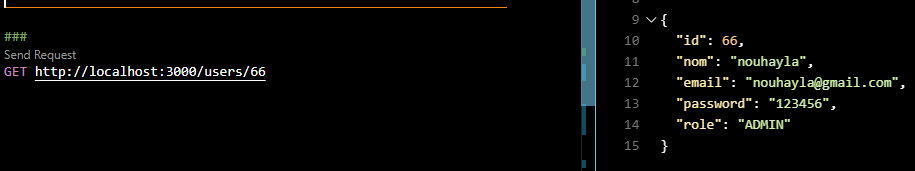 ###
Send Request
GET http://localhost:3000/users/66
9 {
10 "id": 66,
11 "nom": "nouhayla",
12 "email": "nouhayla@gmail.com",
13 "password": "123456",
14 "role": "ADMIN"
15 }